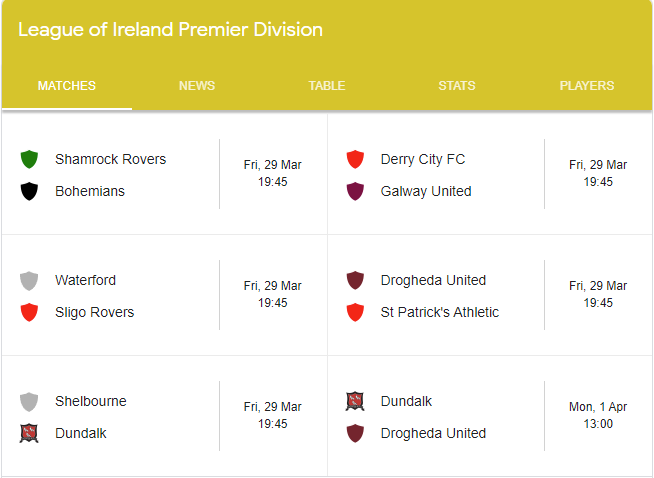 League of Ireland Premier Division
MATCHES NEWS TABLE STATS PLAYERS
Shamrock Rovers
Bohemians
Fri, 29 Mar
19:45
Derry City FC
Galway United
Fri, 29 Mar
19:45
Waterford
Sligo Rovers
Fri, 29 Mar
19:45
Drogheda United
St Patrick's Athletic
Fri, 29 Mar
19:45
Shelbourne
Dundalk
Fri, 29 Mar
19:45
Dundalk
Drogheda United
Mon, 1 Apr
13:00